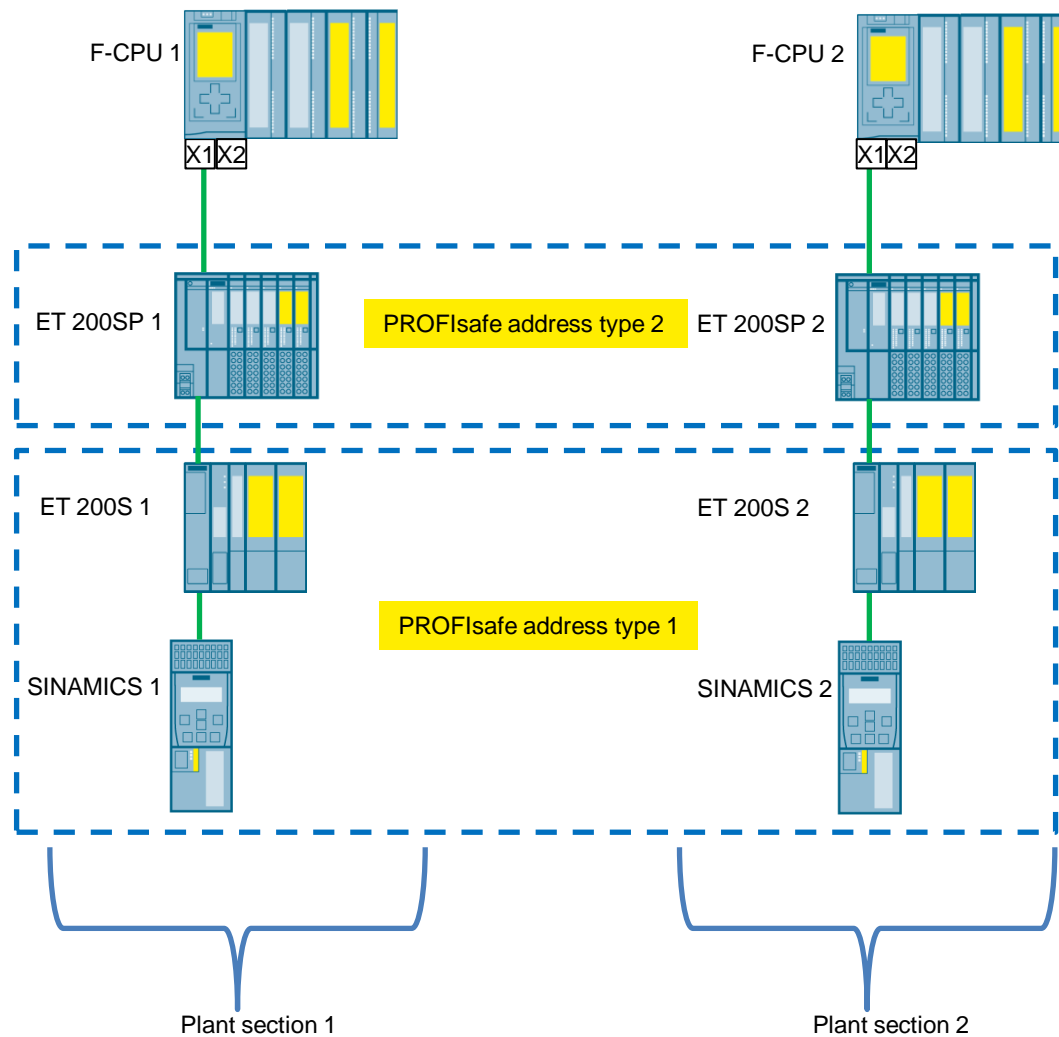 F-CPU 1
F-CPU 2
X1 X2
X1 X2
ET 200SP 1
PROFIsafe address type 2
ET 200SP 2
ET 200S 1
ET 200S 2
PROFIsafe address type 1
SINAMICS 1
SINAMICS 2
Plant section 1
Plant section 2